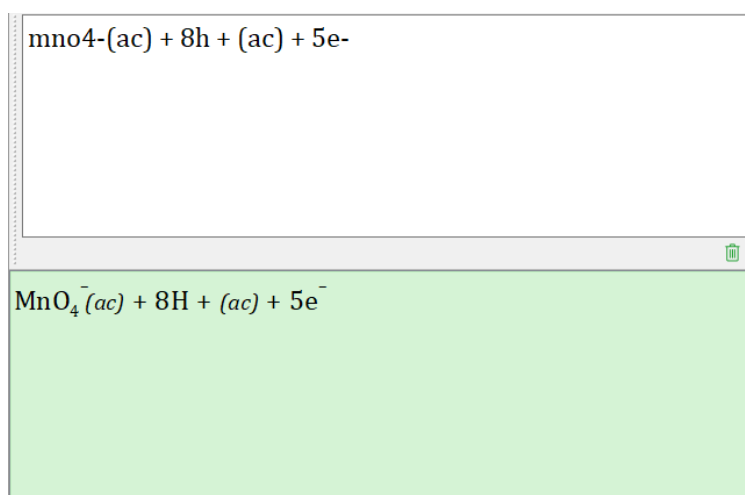 mno4-(ac) + 8h + (ac) + 5e-
MnO₄⁻(ac) + 8H + (ac) + 5e⁻